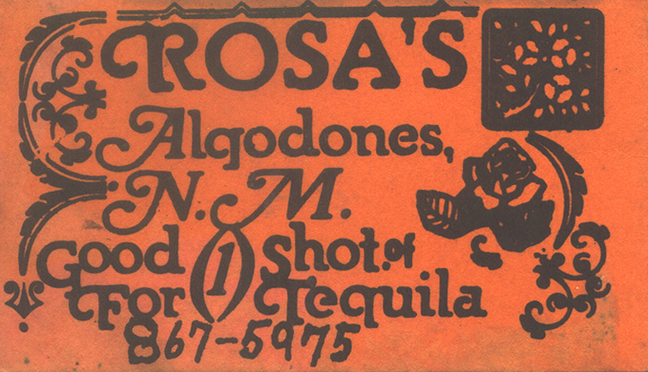 ROSA'S
Algodones,
N. M.
Good (1) Shot of
For Tequila
867-5975